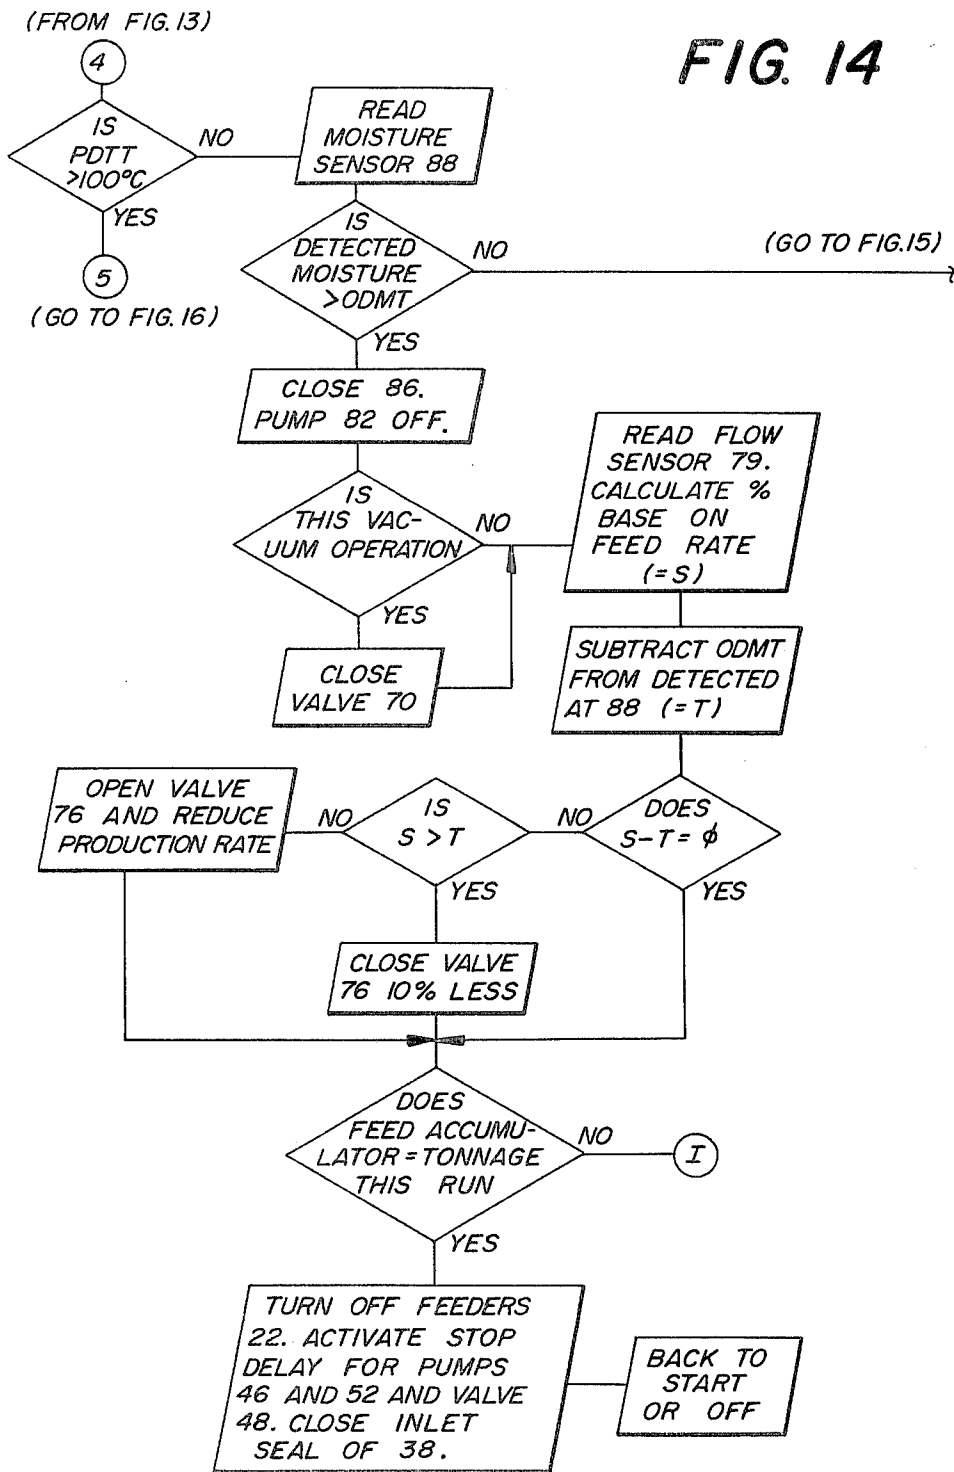 (FROM FIG. 13)
FIG. 14
4
IS
PDTT
>100°C
NO
YES
5
(GO TO FIG. 16)
READ
MOISTURE
SENSOR 88
IS
DETECTED
MOISTURE
>ODMT
NO
(GO TO FIG.15)
YES
CLOSE 86.
PUMP 82 OFF.
IS
THIS VAC-
UUM OPERATION
NO
YES
CLOSE
VALVE 70
READ FLOW
SENSOR 79.
CALCULATE %
BASE ON
FEED RATE
(=S)
SUBTRACT ODMT
FROM DETECTED
AT 88 (=T)
DOES
S-T=ϕ
NO
YES
IS
S>T
NO
YES
OPEN VALVE
76 AND REDUCE
PRODUCTION RATE
CLOSE VALVE
76 10% LESS
DOES
FEED ACCUMU-
LATOR=TONNAGE
THIS RUN
NO
I
YES
TURN OFF FEEDERS
22. ACTIVATE STOP
DELAY FOR PUMPS
46 AND 52 AND VALVE
48. CLOSE INLET
SEAL OF 38.
BACK TO
START
OR OFF